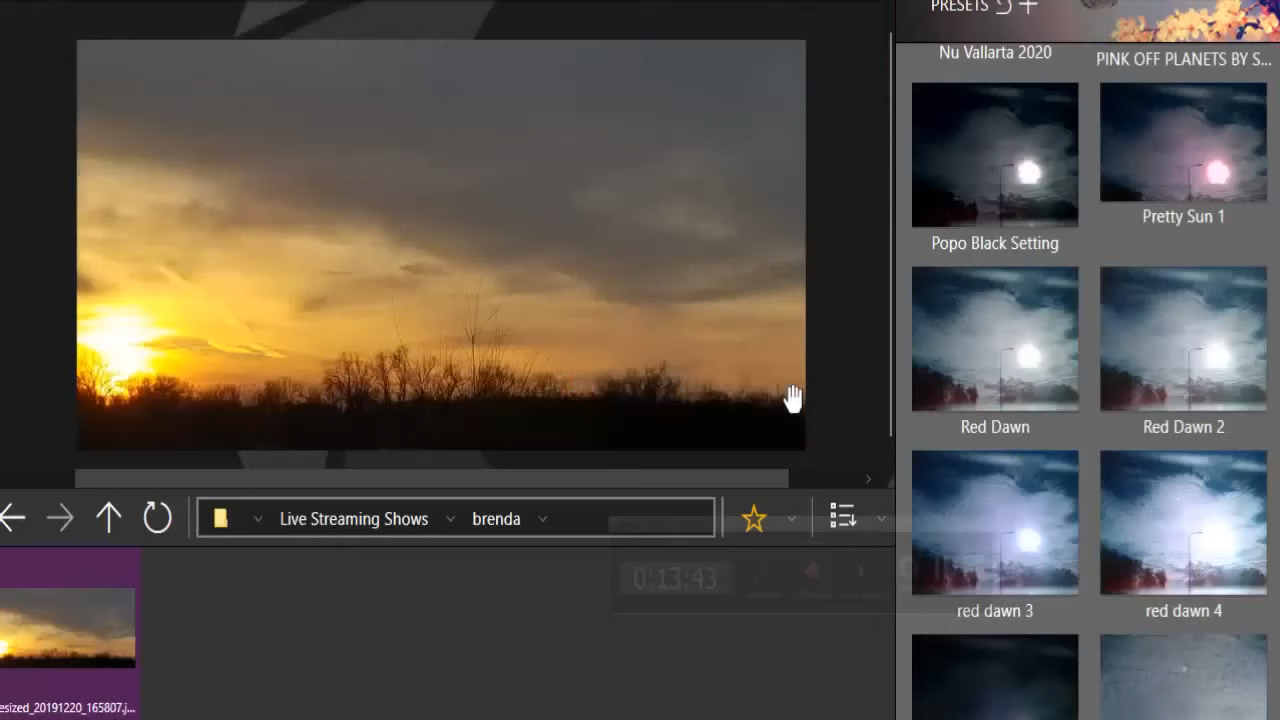 PRESETS
Nu Vallarta 2020
PINK OFF PLANETS BY S...
Popo Black Setting
Pretty Sun 1
Red Dawn
Red Dawn 2
Live Streaming Shows
brenda
0:13:43
red dawn 3
red dawn 4
esized_20191220_165807.j...